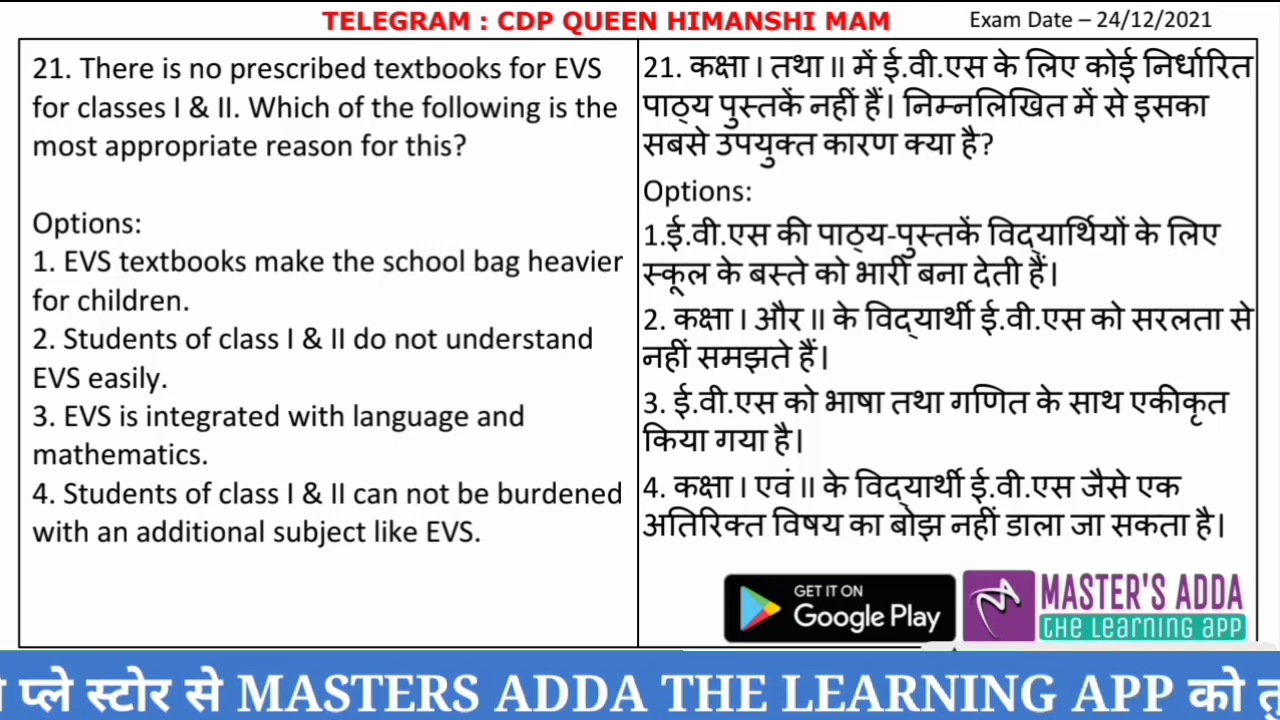 TELEGRAM : CDP QUEEN HIMANSHI MAM
Exam Date – 24/12/2021
21. There is no prescribed textbooks for EVS
for classes I & II. Which of the following is the
most appropriate reason for this?
Options:
1. EVS textbooks make the school bag heavier
for children.
2. Students of class I & II do not understand
EVS easily.
3. EVS is integrated with language and
mathematics.
4. Students of class I & II can not be burdened
with an additional subject like EVS.
21. कक्षा I तथा II में ई.वी.एस के लिए कोई निर्धारित
पाठ्य पुस्तकें नहीं हैं। निम्नलिखित में से इसका
सबसे उपयुक्त कारण क्या है?
Options:
1.ई.वी.एस की पाठ्य-पुस्तकें विद्यार्थियों के लिए
स्कूल के बस्ते को भारी बना देती हैं।
2. कक्षा I और II के विद्यार्थी ई.वी.एस को सरलता से
नहीं समझते हैं।
3. ई.वी.एस को भाषा तथा गणित के साथ एकीकृत
किया गया है।
4. कक्षा I एवं II के विद्यार्थी ई.वी.एस जैसे एक
अतिरिक्त विषय का बोझ नहीं डाला जा सकता है।
GET IT ON
Google Play
MASTER'S ADDA
the Learning app
प्ले स्टोर से MASTERS ADDA THE LEARNING APP को